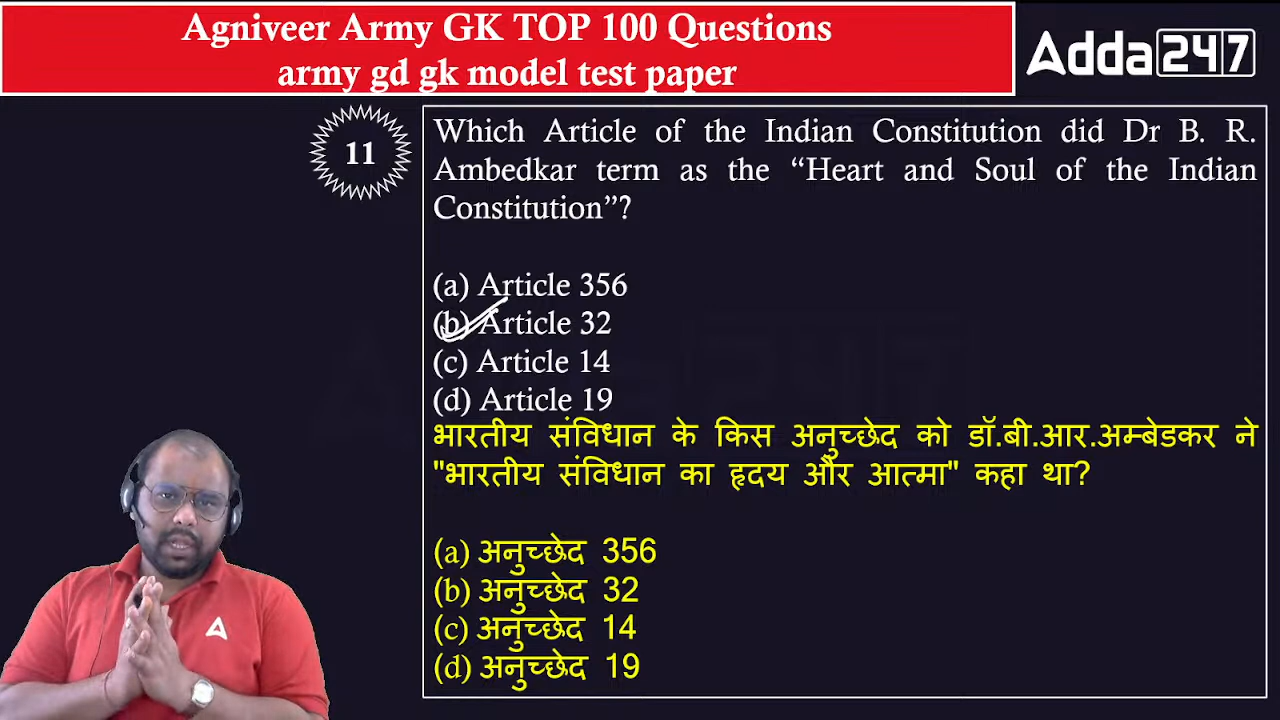 Agniveer Army GK TOP 100 Questions
army gd gk model test paper
Adda247
11
Which Article of the Indian Constitution did Dr B. R.
Ambedkar term as the “Heart and Soul of the Indian
Constitution”?
(a) Article 356
(b) Article 32
(c) Article 14
(d) Article 19
भारतीय संविधान के किस अनुच्छेद को डॉ.बी.आर.अम्बेडकर ने
"भारतीय संविधान का हृदय और आत्मा" कहा था?
(a) अनुच्छेद 356
(b) अनुच्छेद 32
(c) अनुच्छेद 14
(d) अनुच्छेद 19